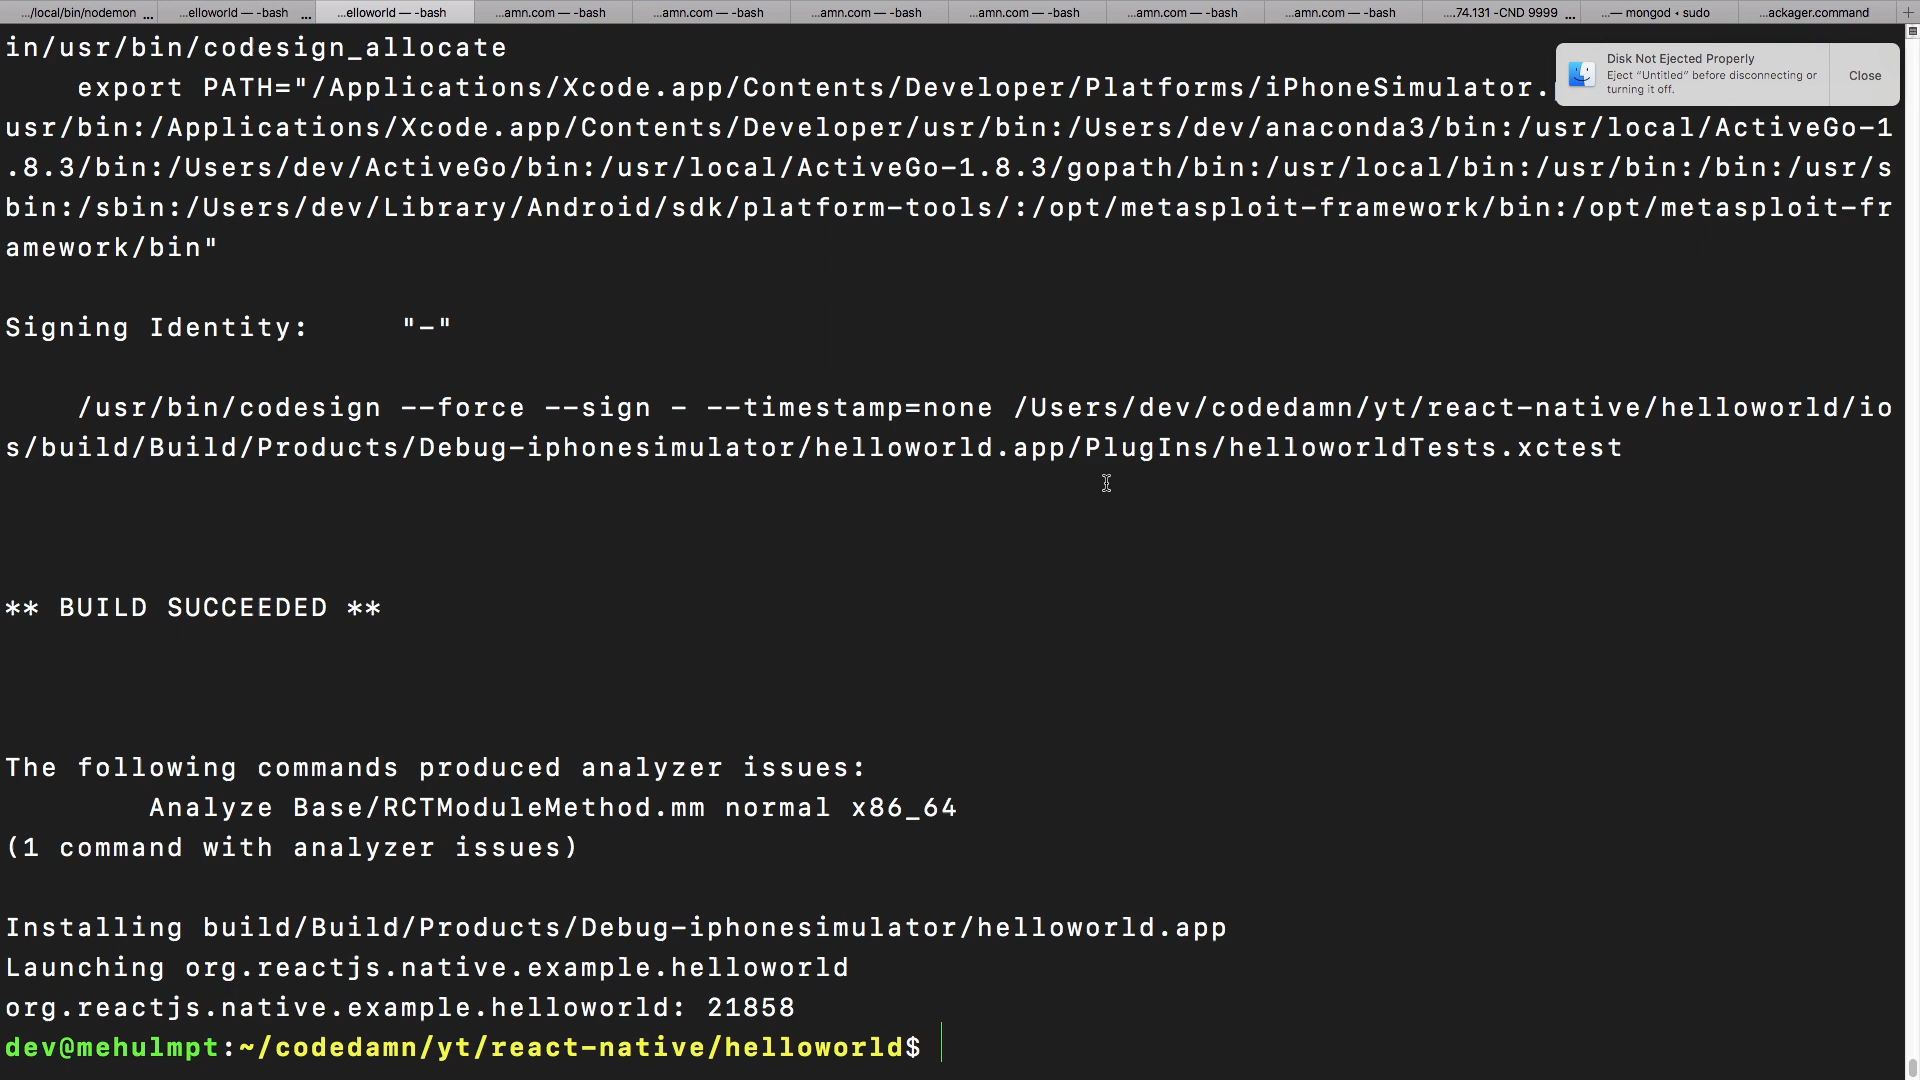 .../local/bin/nodemon ...
...elloworld — -bash ...
...elloworld — -bash
...amn.com — -bash
...amn.com — -bash
...amn.com — -bash
...amn.com — -bash
...amn.com — -bash
...amn.com — -bash
....74.131 -CND 9999 ...
...— mongod ◂ sudo
...ackager.command
in/usr/bin/codesign_allocate
export PATH="/Applications/Xcode.app/Contents/Developer/Platforms/iPhoneSimulator.
usr/bin:/Applications/Xcode.app/Contents/Developer/usr/bin:/Users/dev/anaconda3/bin:/usr/local/ActiveGo-1
.8.3/bin:/Users/dev/ActiveGo/bin:/usr/local/ActiveGo-1.8.3/gopath/bin:/usr/local/bin:/usr/bin:/bin:/usr/s
bin:/sbin:/Users/dev/Library/Android/sdk/platform-tools/:/opt/metasploit-framework/bin:/opt/metasploit-fr
amework/bin"
Disk Not Ejected Properly
Eject "Untitled" before disconnecting or
turning it off.
Close
Signing Identity:     "-"
/usr/bin/codesign --force --sign - --timestamp=none /Users/dev/codedamn/yt/react-native/helloworld/io
s/build/Build/Products/Debug-iphonesimulator/helloworld.app/PlugIns/helloworldTests.xctest
** BUILD SUCCEEDED **
The following commands produced analyzer issues:
Analyze Base/RCTModuleMethod.mm normal x86_64
(1 command with analyzer issues)
Installing build/Build/Products/Debug-iphonesimulator/helloworld.app
Launching org.reactjs.native.example.helloworld
org.reactjs.native.example.helloworld: 21858
dev@mehulmpt:~/codedamn/yt/react-native/helloworld$